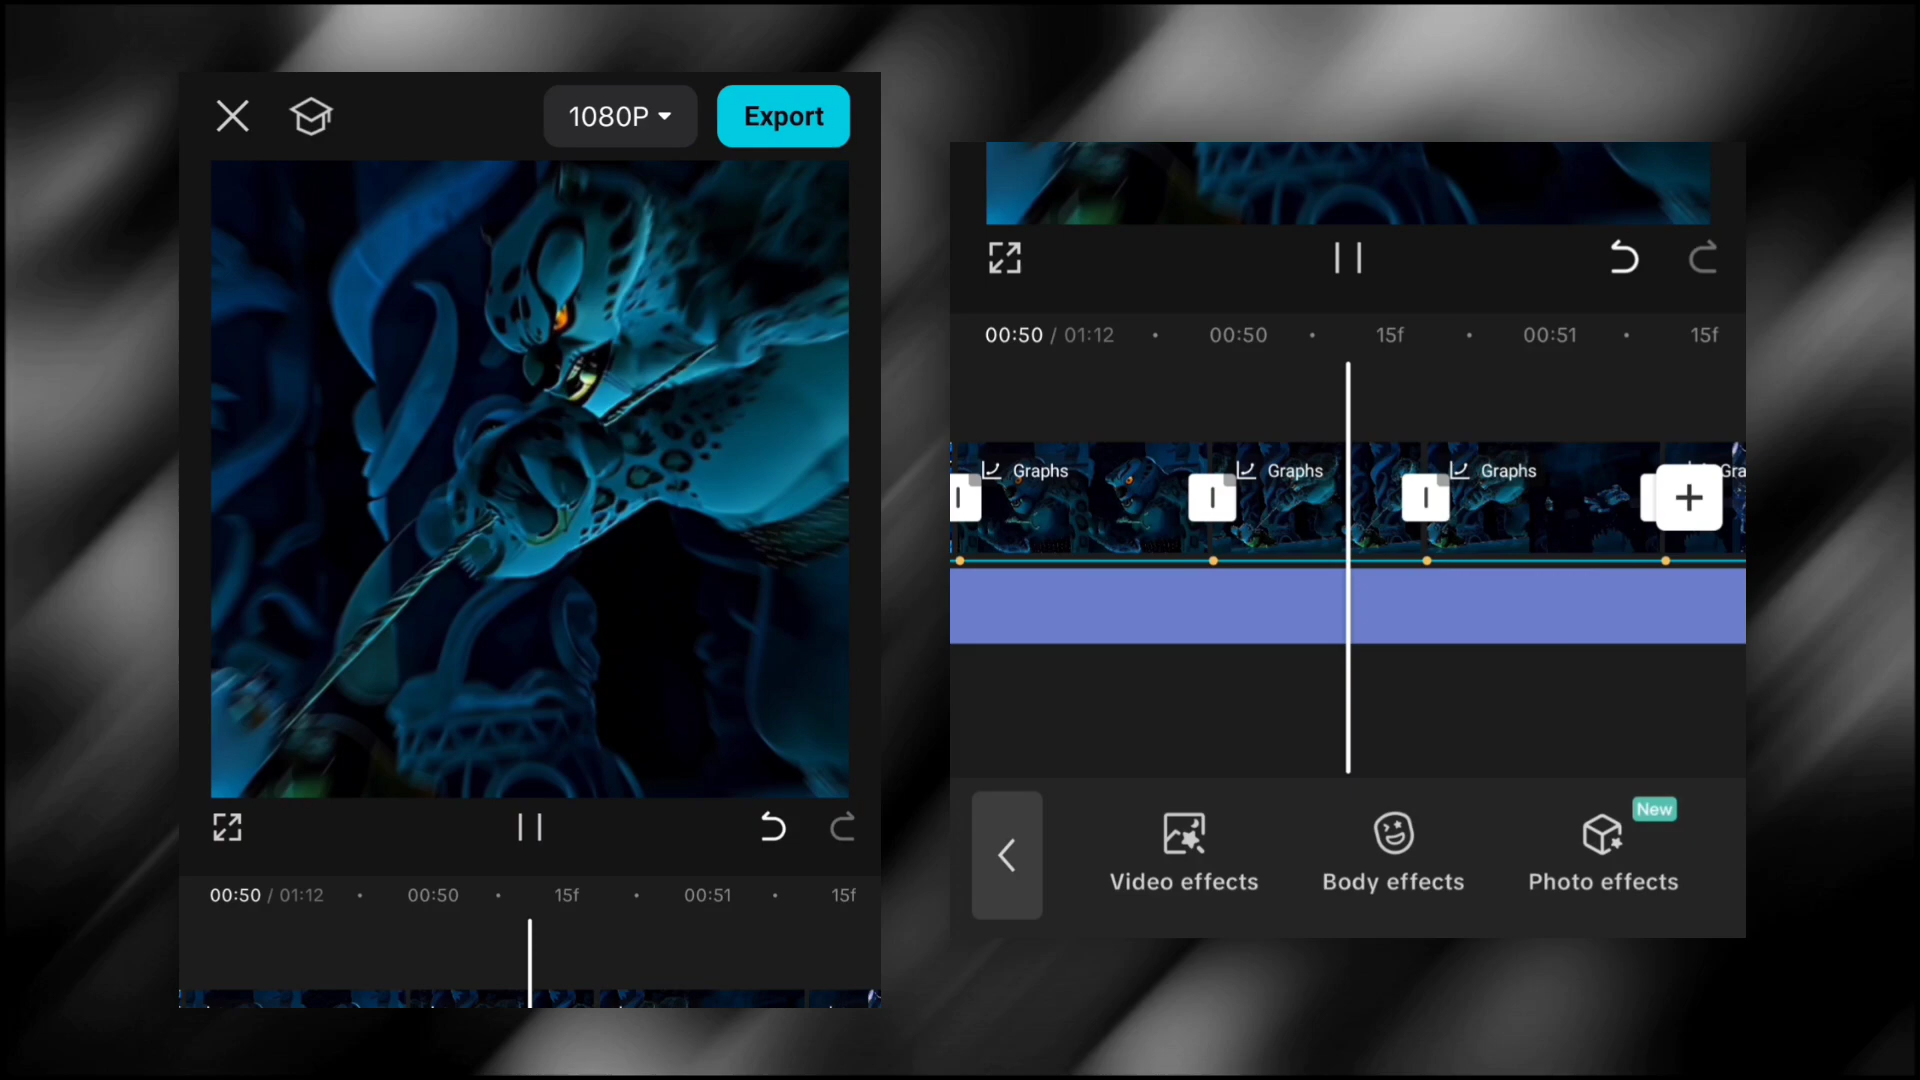 1080P
Export
00:50 / 01:12 • 00:50 • 15f • 00:51 • 15f
00:50 / 01:12 • 00:50 • 15f • 00:51 • 15f
Graphs
Graphs
Graphs
Gra
New
Video effects
Body effects
Photo effects